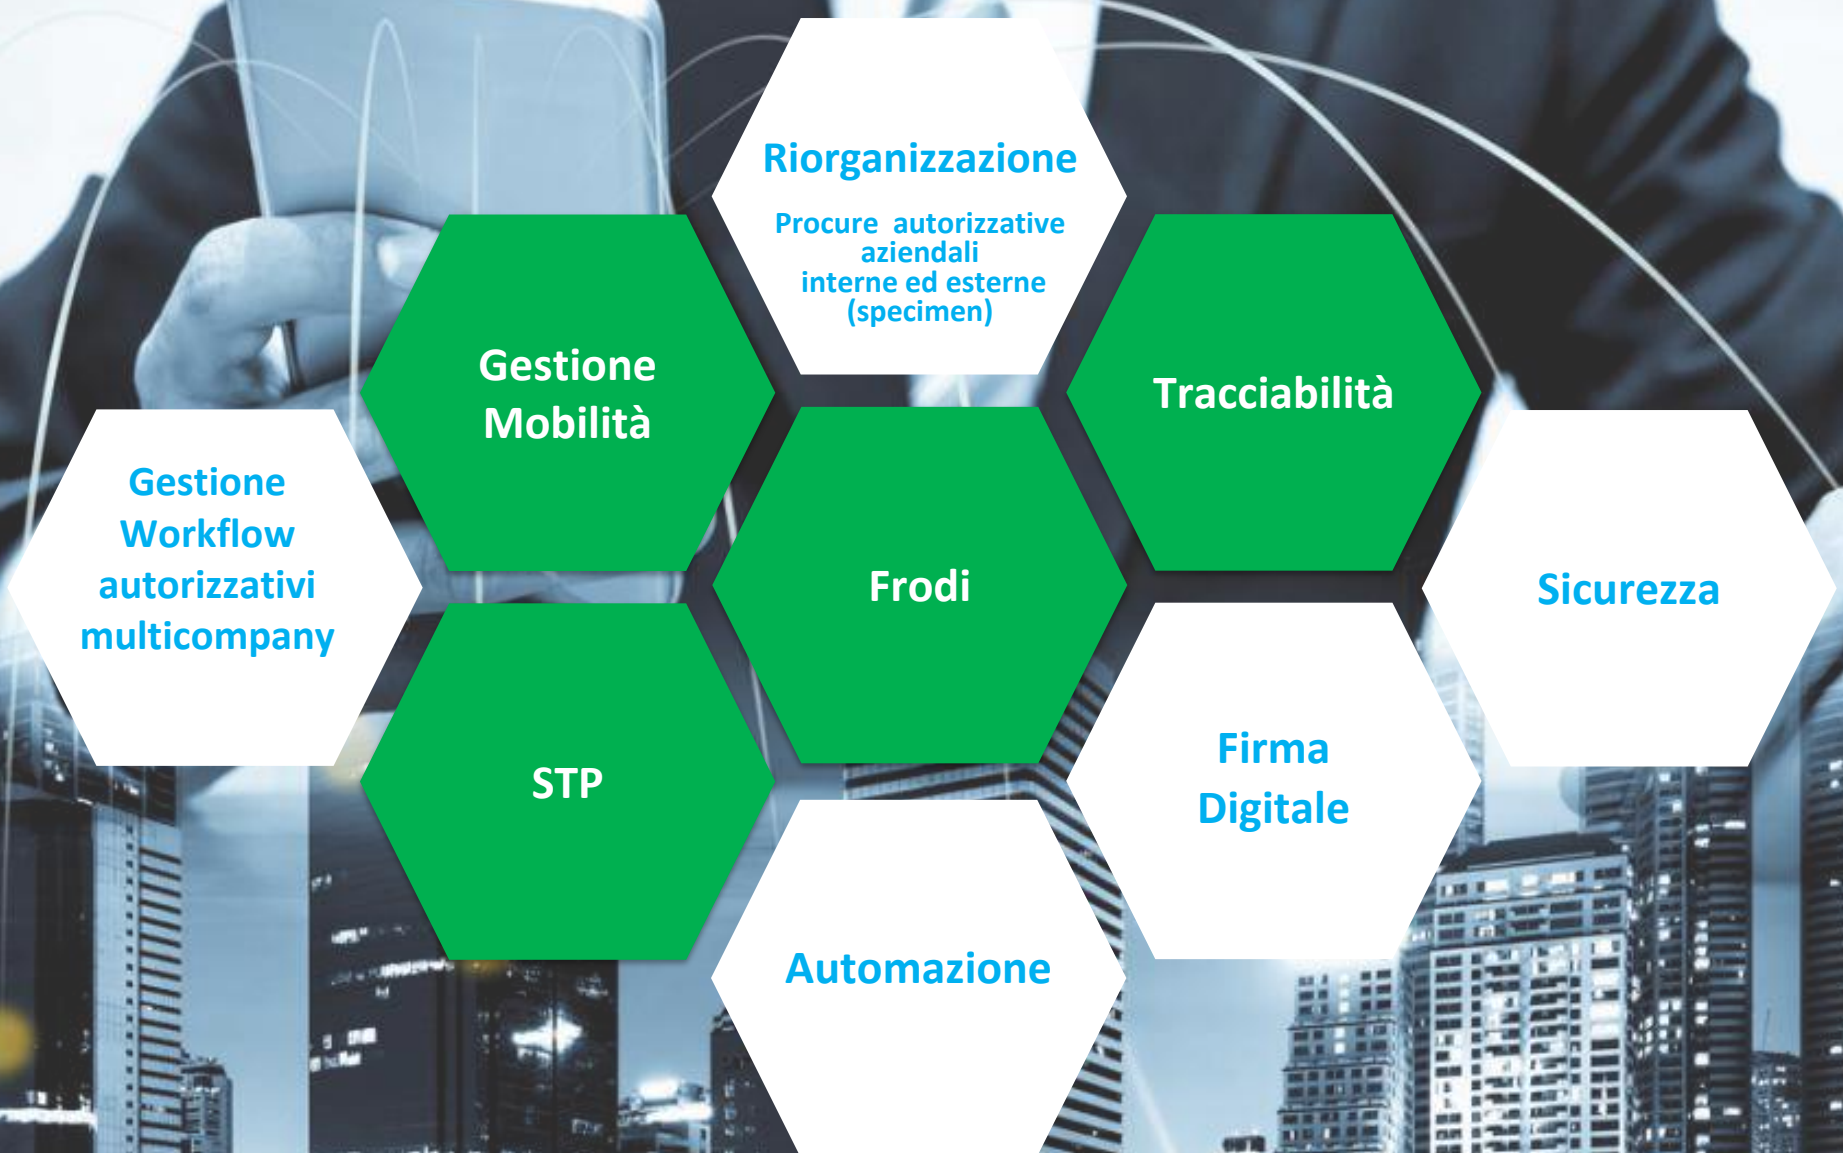 Riorganizzazione
Procure autorizzative
aziendali
interne ed esterne
(specimen)
Gestione
Mobilità
Tracciabilità
Gestione
Workflow
autorizzativi
multicompany
Frodi
Sicurezza
STP
Firma
Digitale
Automazione